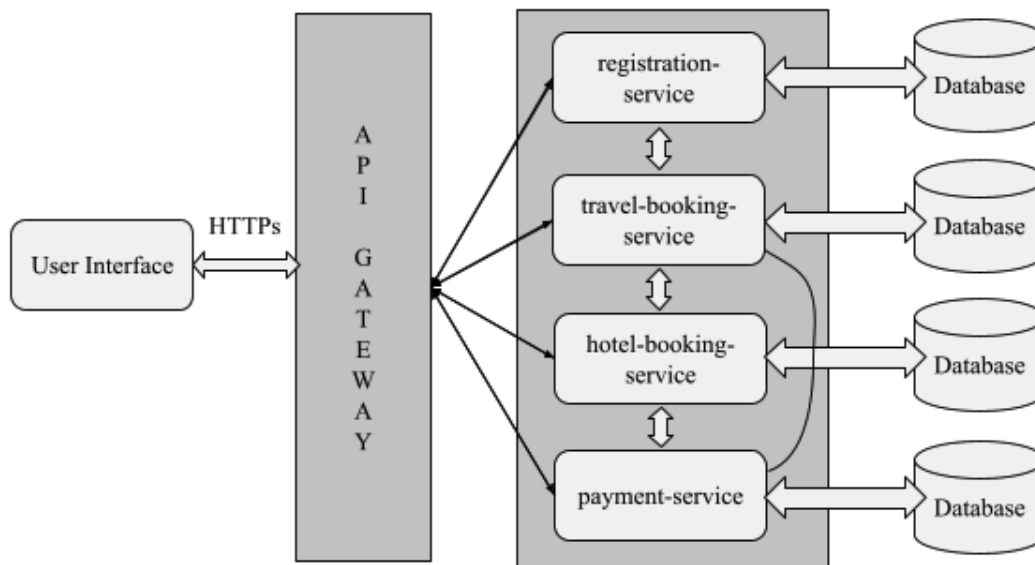 User Interface
HTTPs
A
P
I
G
A
T
E
W
A
Y
registration-
service
travel-booking-
service
hotel-booking-
service
payment-service
Database
Database
Database
Database